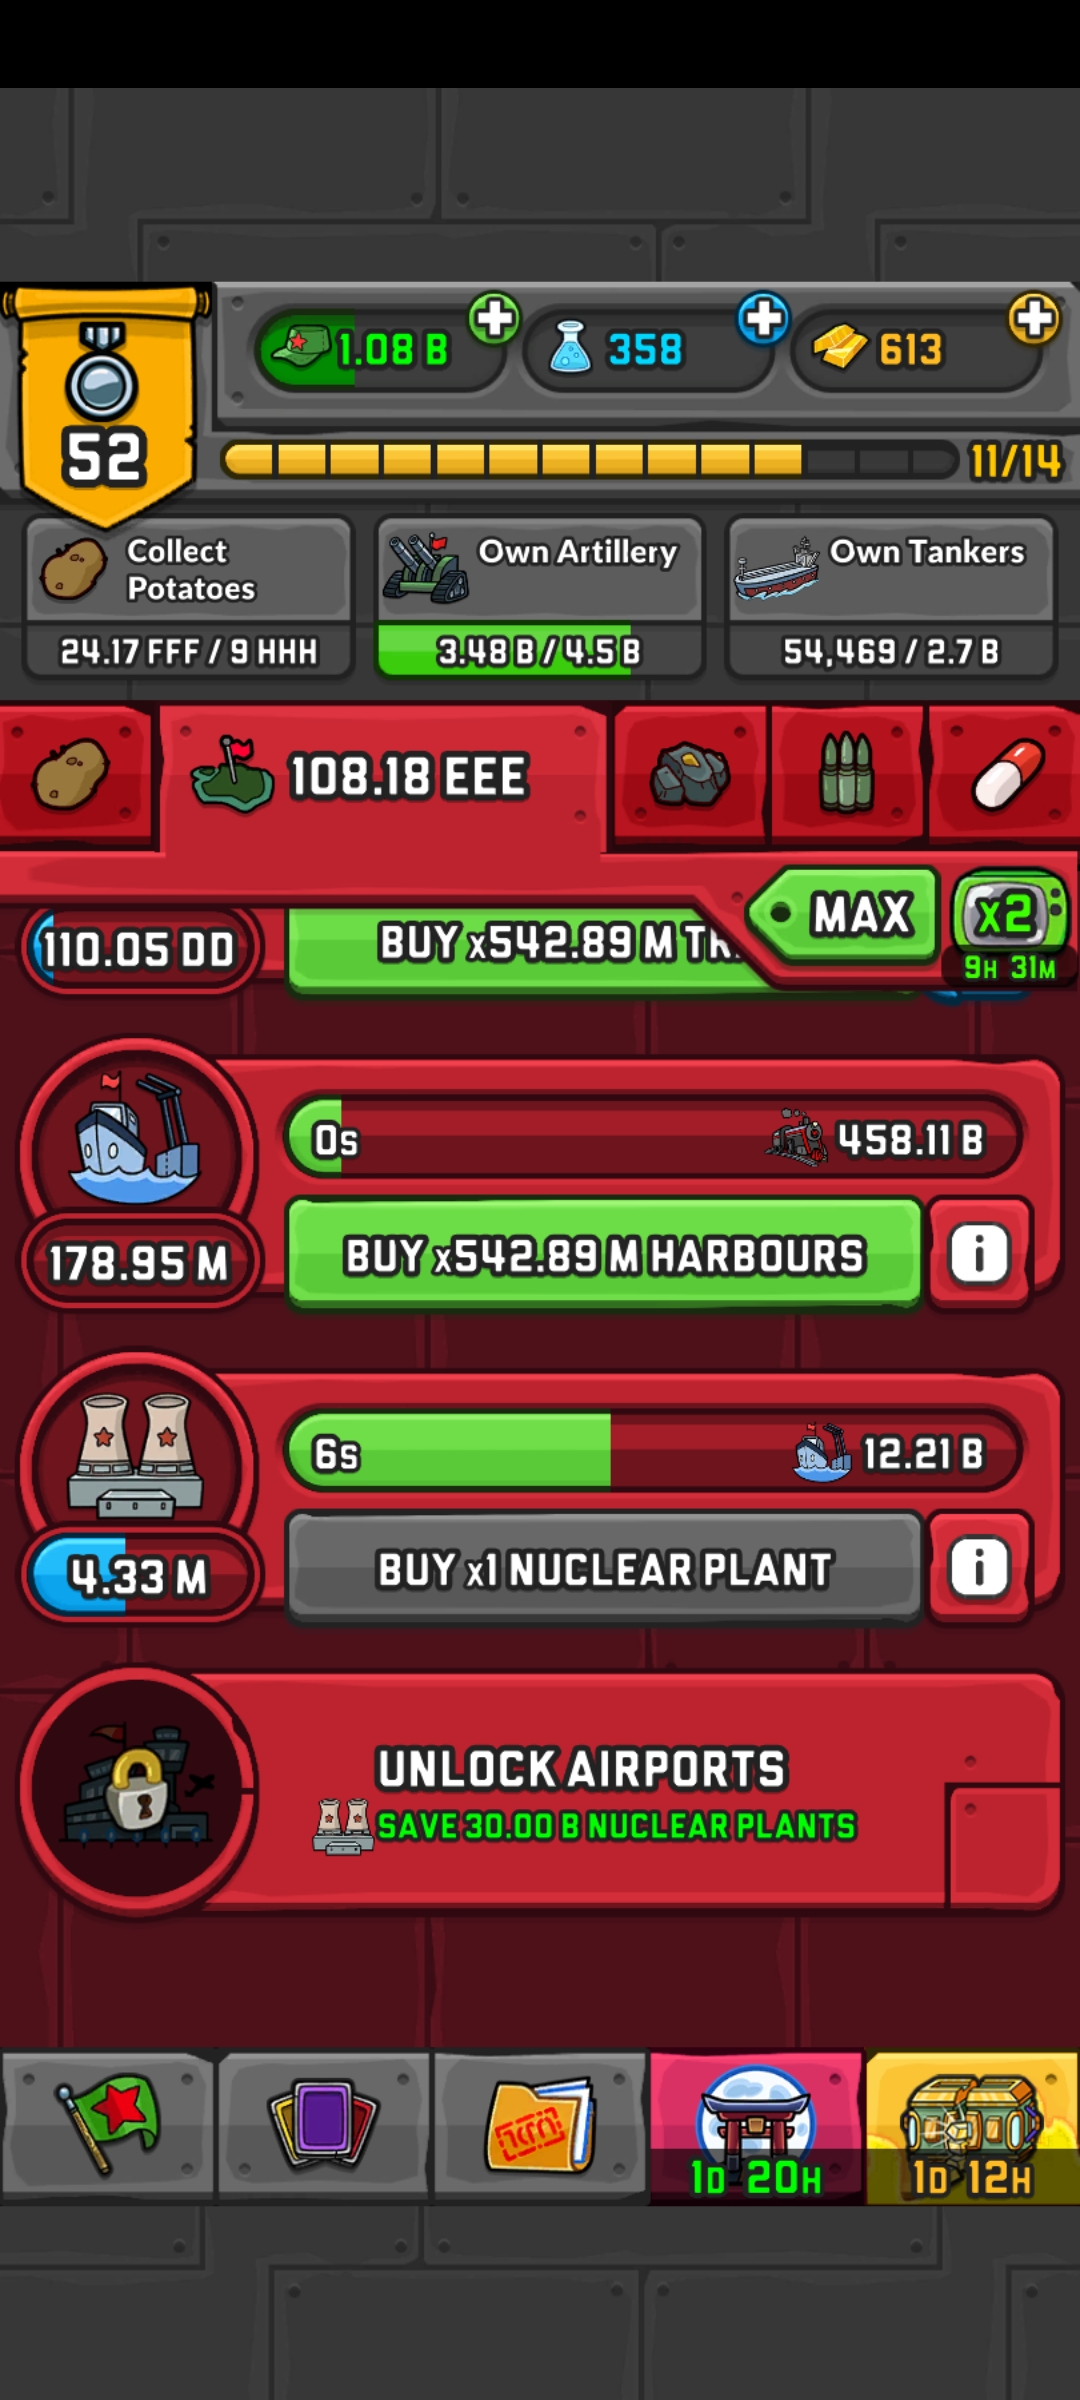 1.08 B
358
613
52
11/14
Collect
Potatoes
24.17 FFF / 9 HHH
Own Artillery
3.48 B / 4.5 B
Own Tankers
54,469 / 2.7 B
108.18 EEE
MAX
x2
9H 31M
110.05 DD
BUY x542.89 M
0s
458.11 B
178.95 M
BUY x542.89 M HARBOURS
i
6s
12.21 B
4.33 M
BUY x1 NUCLEAR PLANT
i
UNLOCK AIRPORTS
SAVE 30.00 B NUCLEAR PLANTS
1D 20H
1D 12H